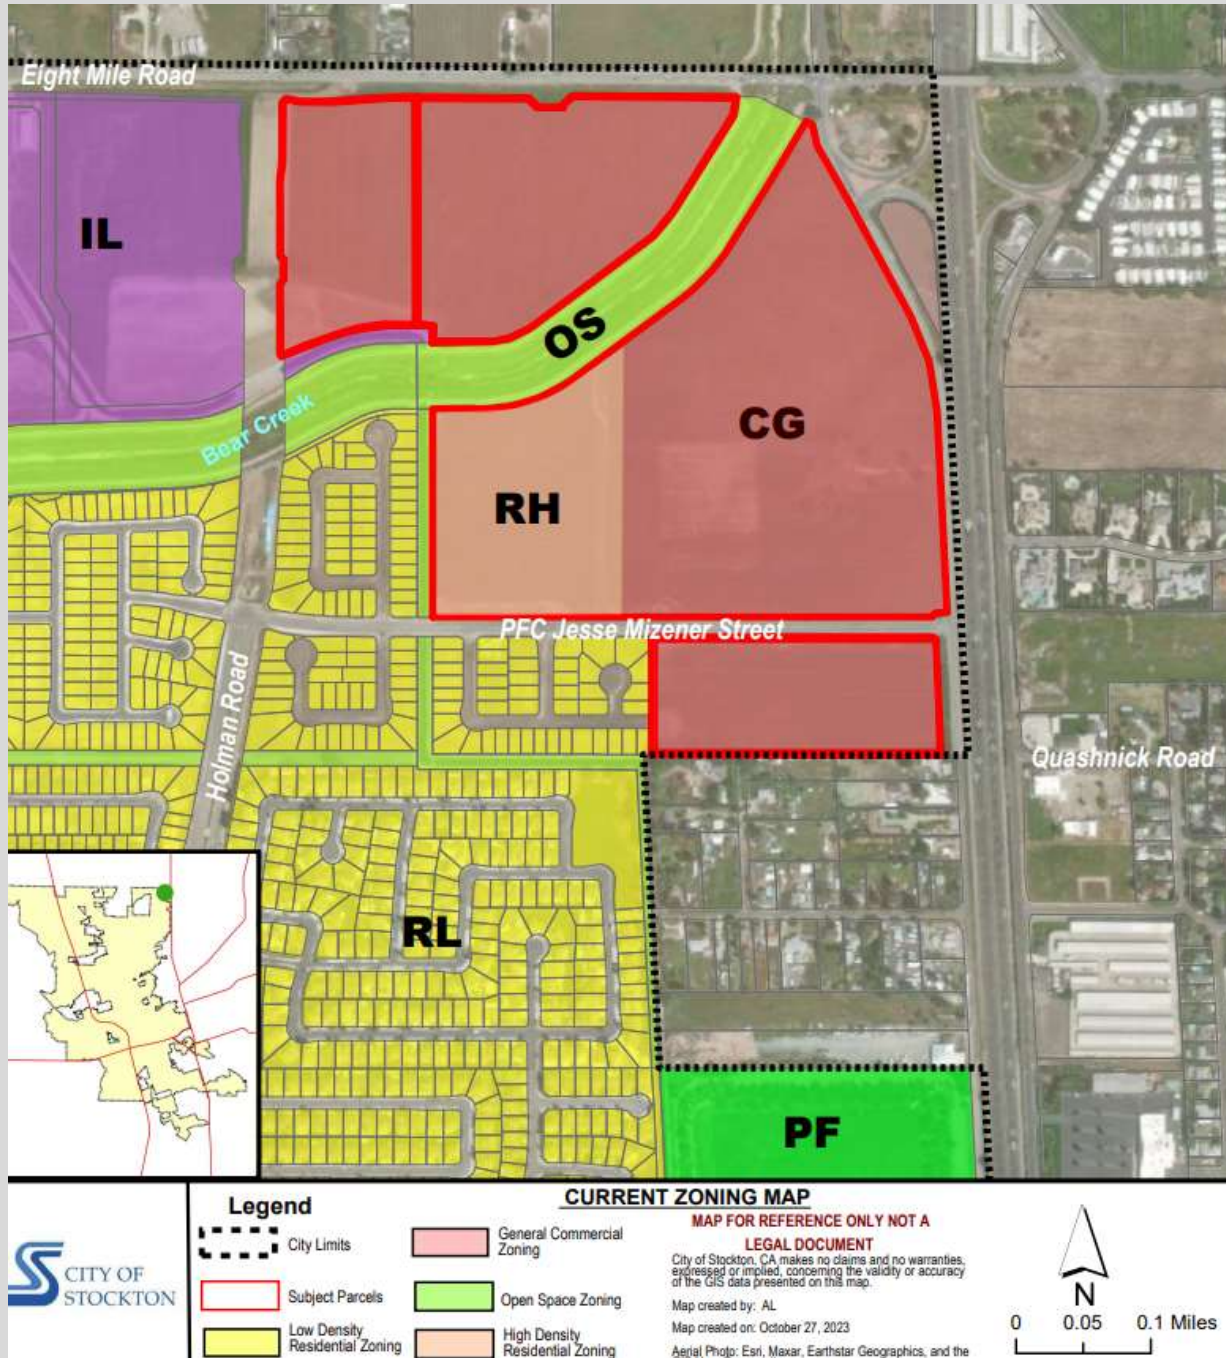 Eight Mile Road
IL
OS
Bear Creek
CG
RH
PFC Jesse Mizener Street
Holman Road
Quashnick Road
RL
PF
CURRENT ZONING MAP
Legend
City Limits
General Commercial
Zoning
Subject Parcels
Open Space Zoning
Low Density
Residential Zoning
High Density
Residential Zoning
MAP FOR REFERENCE ONLY NOT A
LEGAL DOCUMENT
City of Stockton, CA makes no claims and no warranties,
expressed or implied, concerning the validity or accuracy
of the GIS data presented on this map.
Map created by: AL
Map created on: October 27, 2023
Aerial Photo: Esri, Maxar, Earthstar Geographics, and the
CITY OF
STOCKTON
N
0 0.05 0.1 Miles